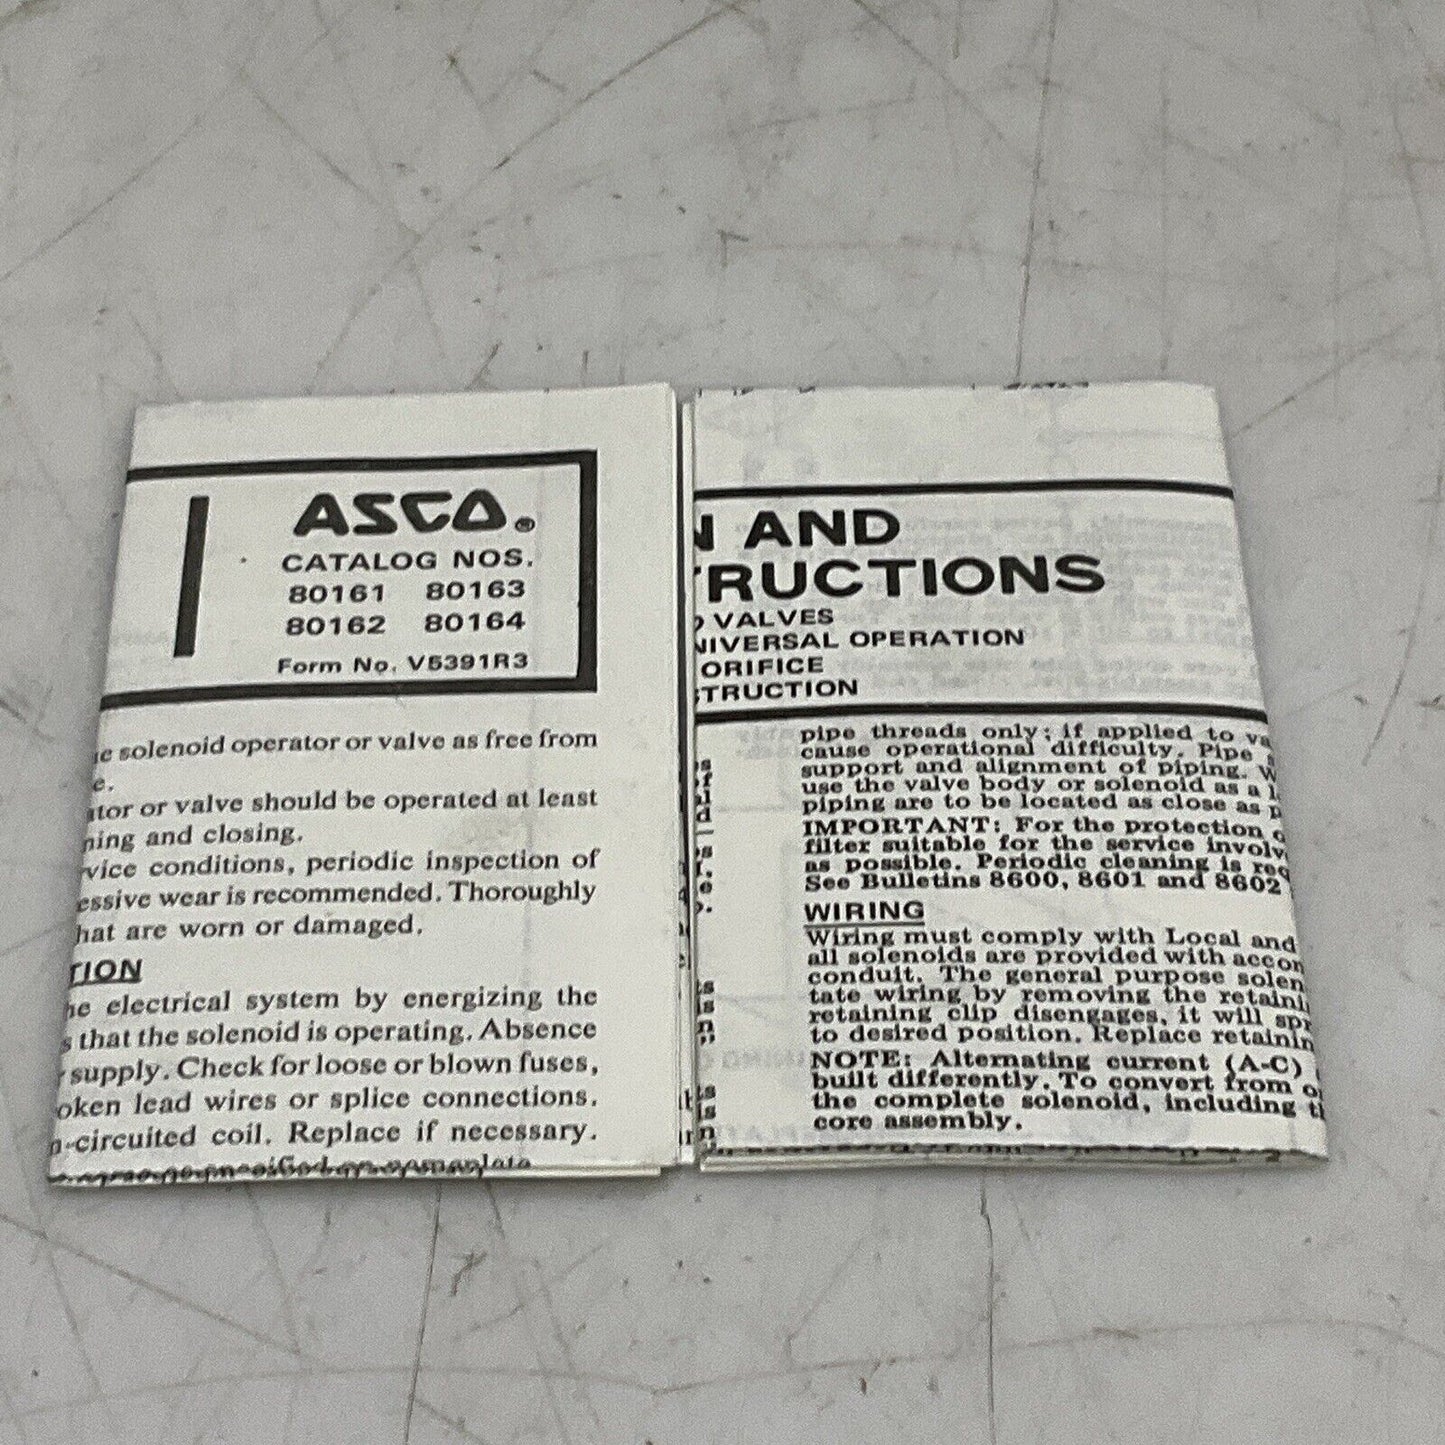 ASCO®
CATALOG NOS.
80161 80163
80162 80164
Form No. V5391R3
solenoid operator or valve as free from
e.
or valve should be operated at least
ning and closing.
vice conditions, periodic inspection of
essive wear is recommended. Thoroughly
hat are worn or damaged.
TION
he electrical system by energizing the
s that the solenoid is operating. Absence
supply. Check for loose or blown fuses,
oken lead wires or splice connections.
n-circuited coil. Replace if necessary.
N AND
TRUCTIONS
VALVES
NIVERSAL OPERATION
ORIFICE
STRUCTION
pipe threads only; if applied to va
cause operational difficulty. Pipe s
support and alignment of piping. W
use the valve body or solenoid as a l
piping are to be located as close as p
IMPORTANT: For the protection o
filter suitable for the service involv
as possible. Periodic cleaning is req
See Bulletins 8600, 8601 and 8602
WIRING
Wiring must comply with Local and
all solenoids are provided with accom
conduit. The general purpose solen
tate wiring by removing the retaini
retaining clip disengages, it will spr
to desired position. Replace retainin
NOTE: Alternating current (A-C)
built differently. To convert from o
the complete solenoid, including t
core assembly.